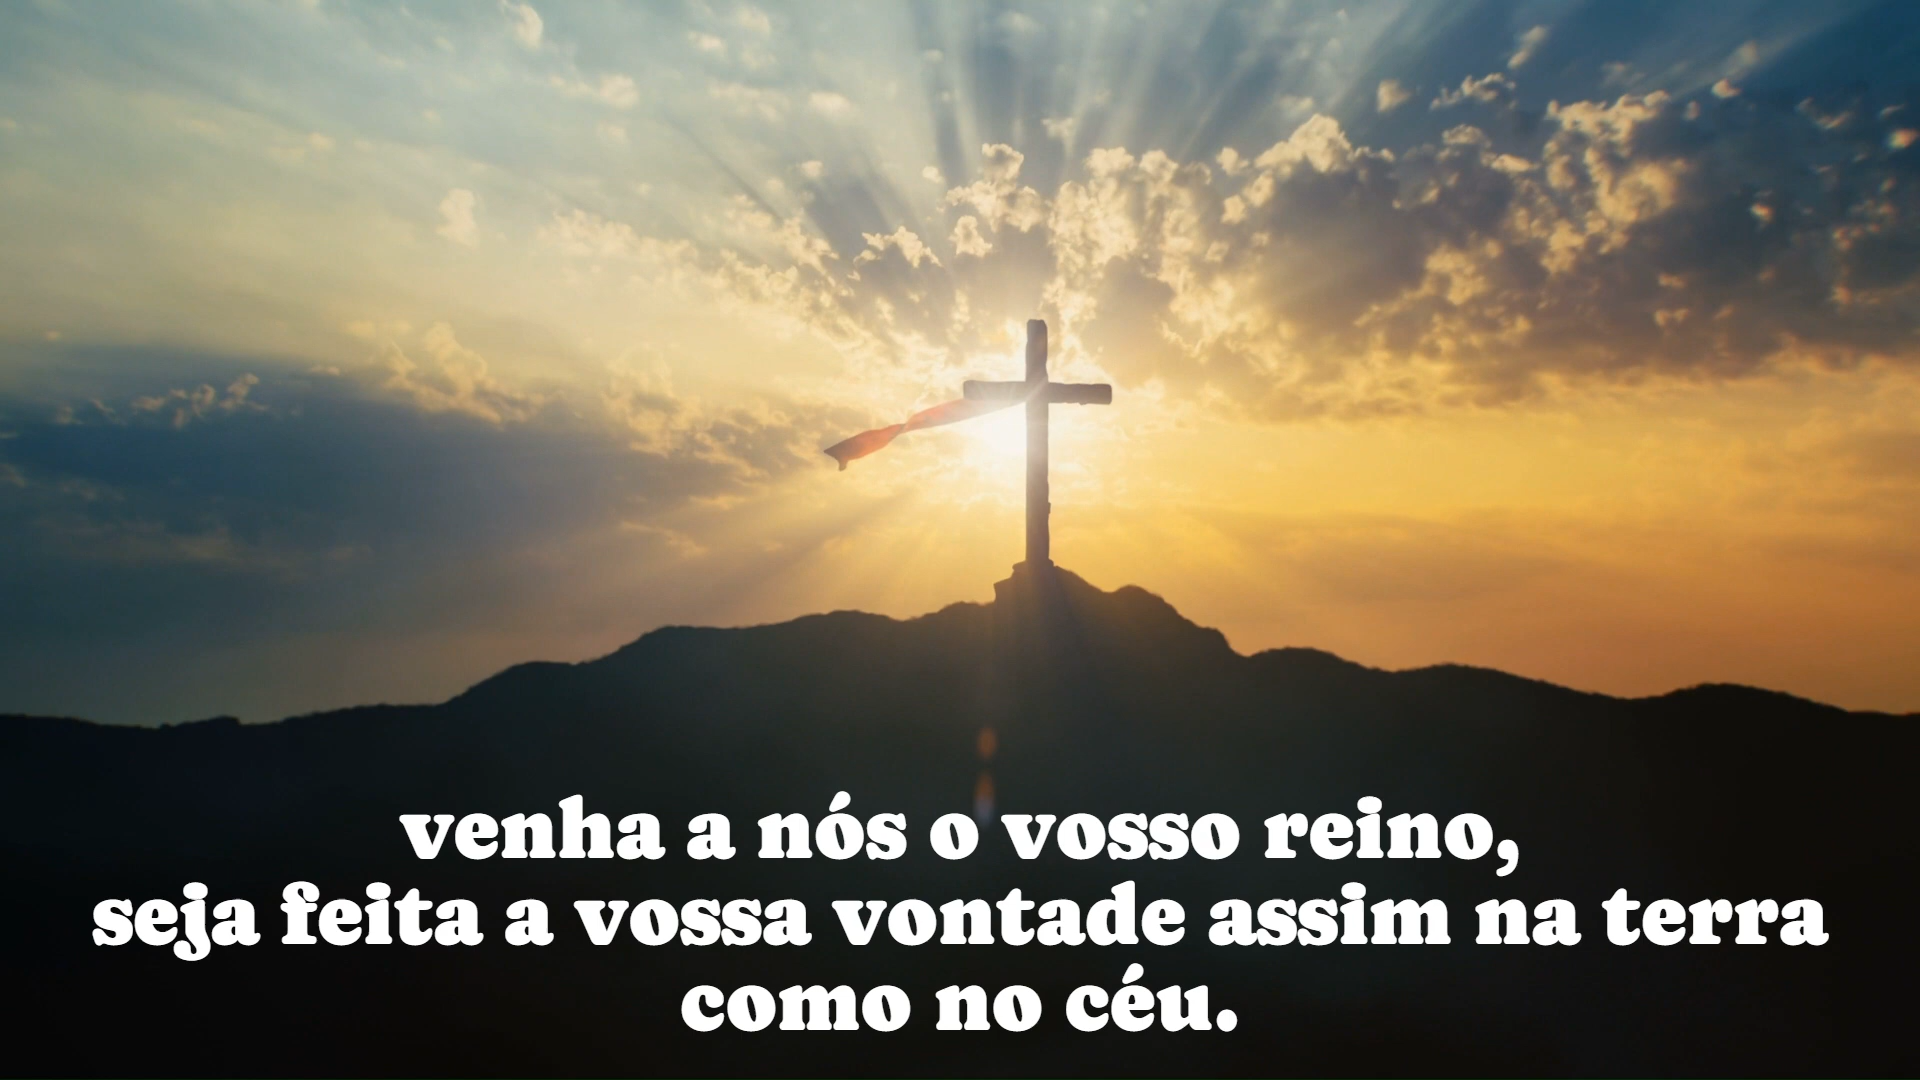 venha a nós o vosso reino,
seja feita a vossa vontade assim na terra
como no céu.